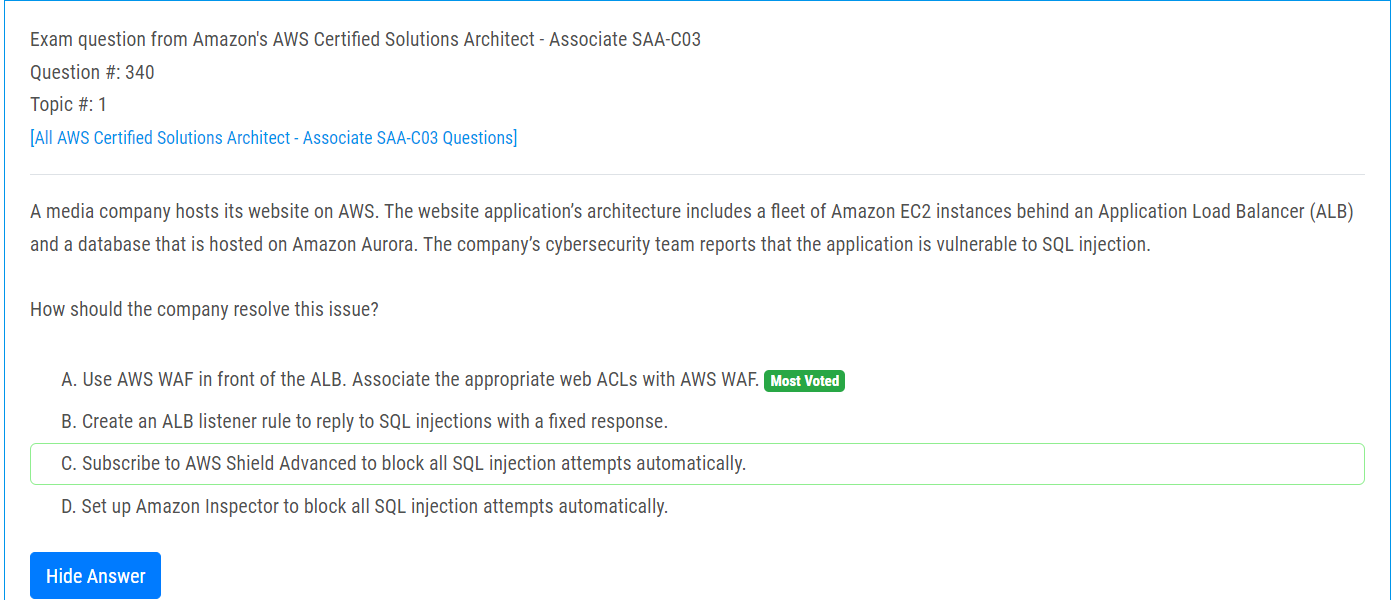 Exam question from Amazon's AWS Certified Solutions Architect - Associate SAA-C03
Question #: 340
Topic #: 1
[All AWS Certified Solutions Architect - Associate SAA-C03 Questions]
A media company hosts its website on AWS. The website application’s architecture includes a fleet of Amazon EC2 instances behind an Application Load Balancer (ALB)
and a database that is hosted on Amazon Aurora. The company’s cybersecurity team reports that the application is vulnerable to SQL injection.
How should the company resolve this issue?
A. Use AWS WAF in front of the ALB. Associate the appropriate web ACLs with AWS WAF. Most Voted
B. Create an ALB listener rule to reply to SQL injections with a fixed response.
C. Subscribe to AWS Shield Advanced to block all SQL injection attempts automatically.
D. Set up Amazon Inspector to block all SQL injection attempts automatically.
Hide Answer